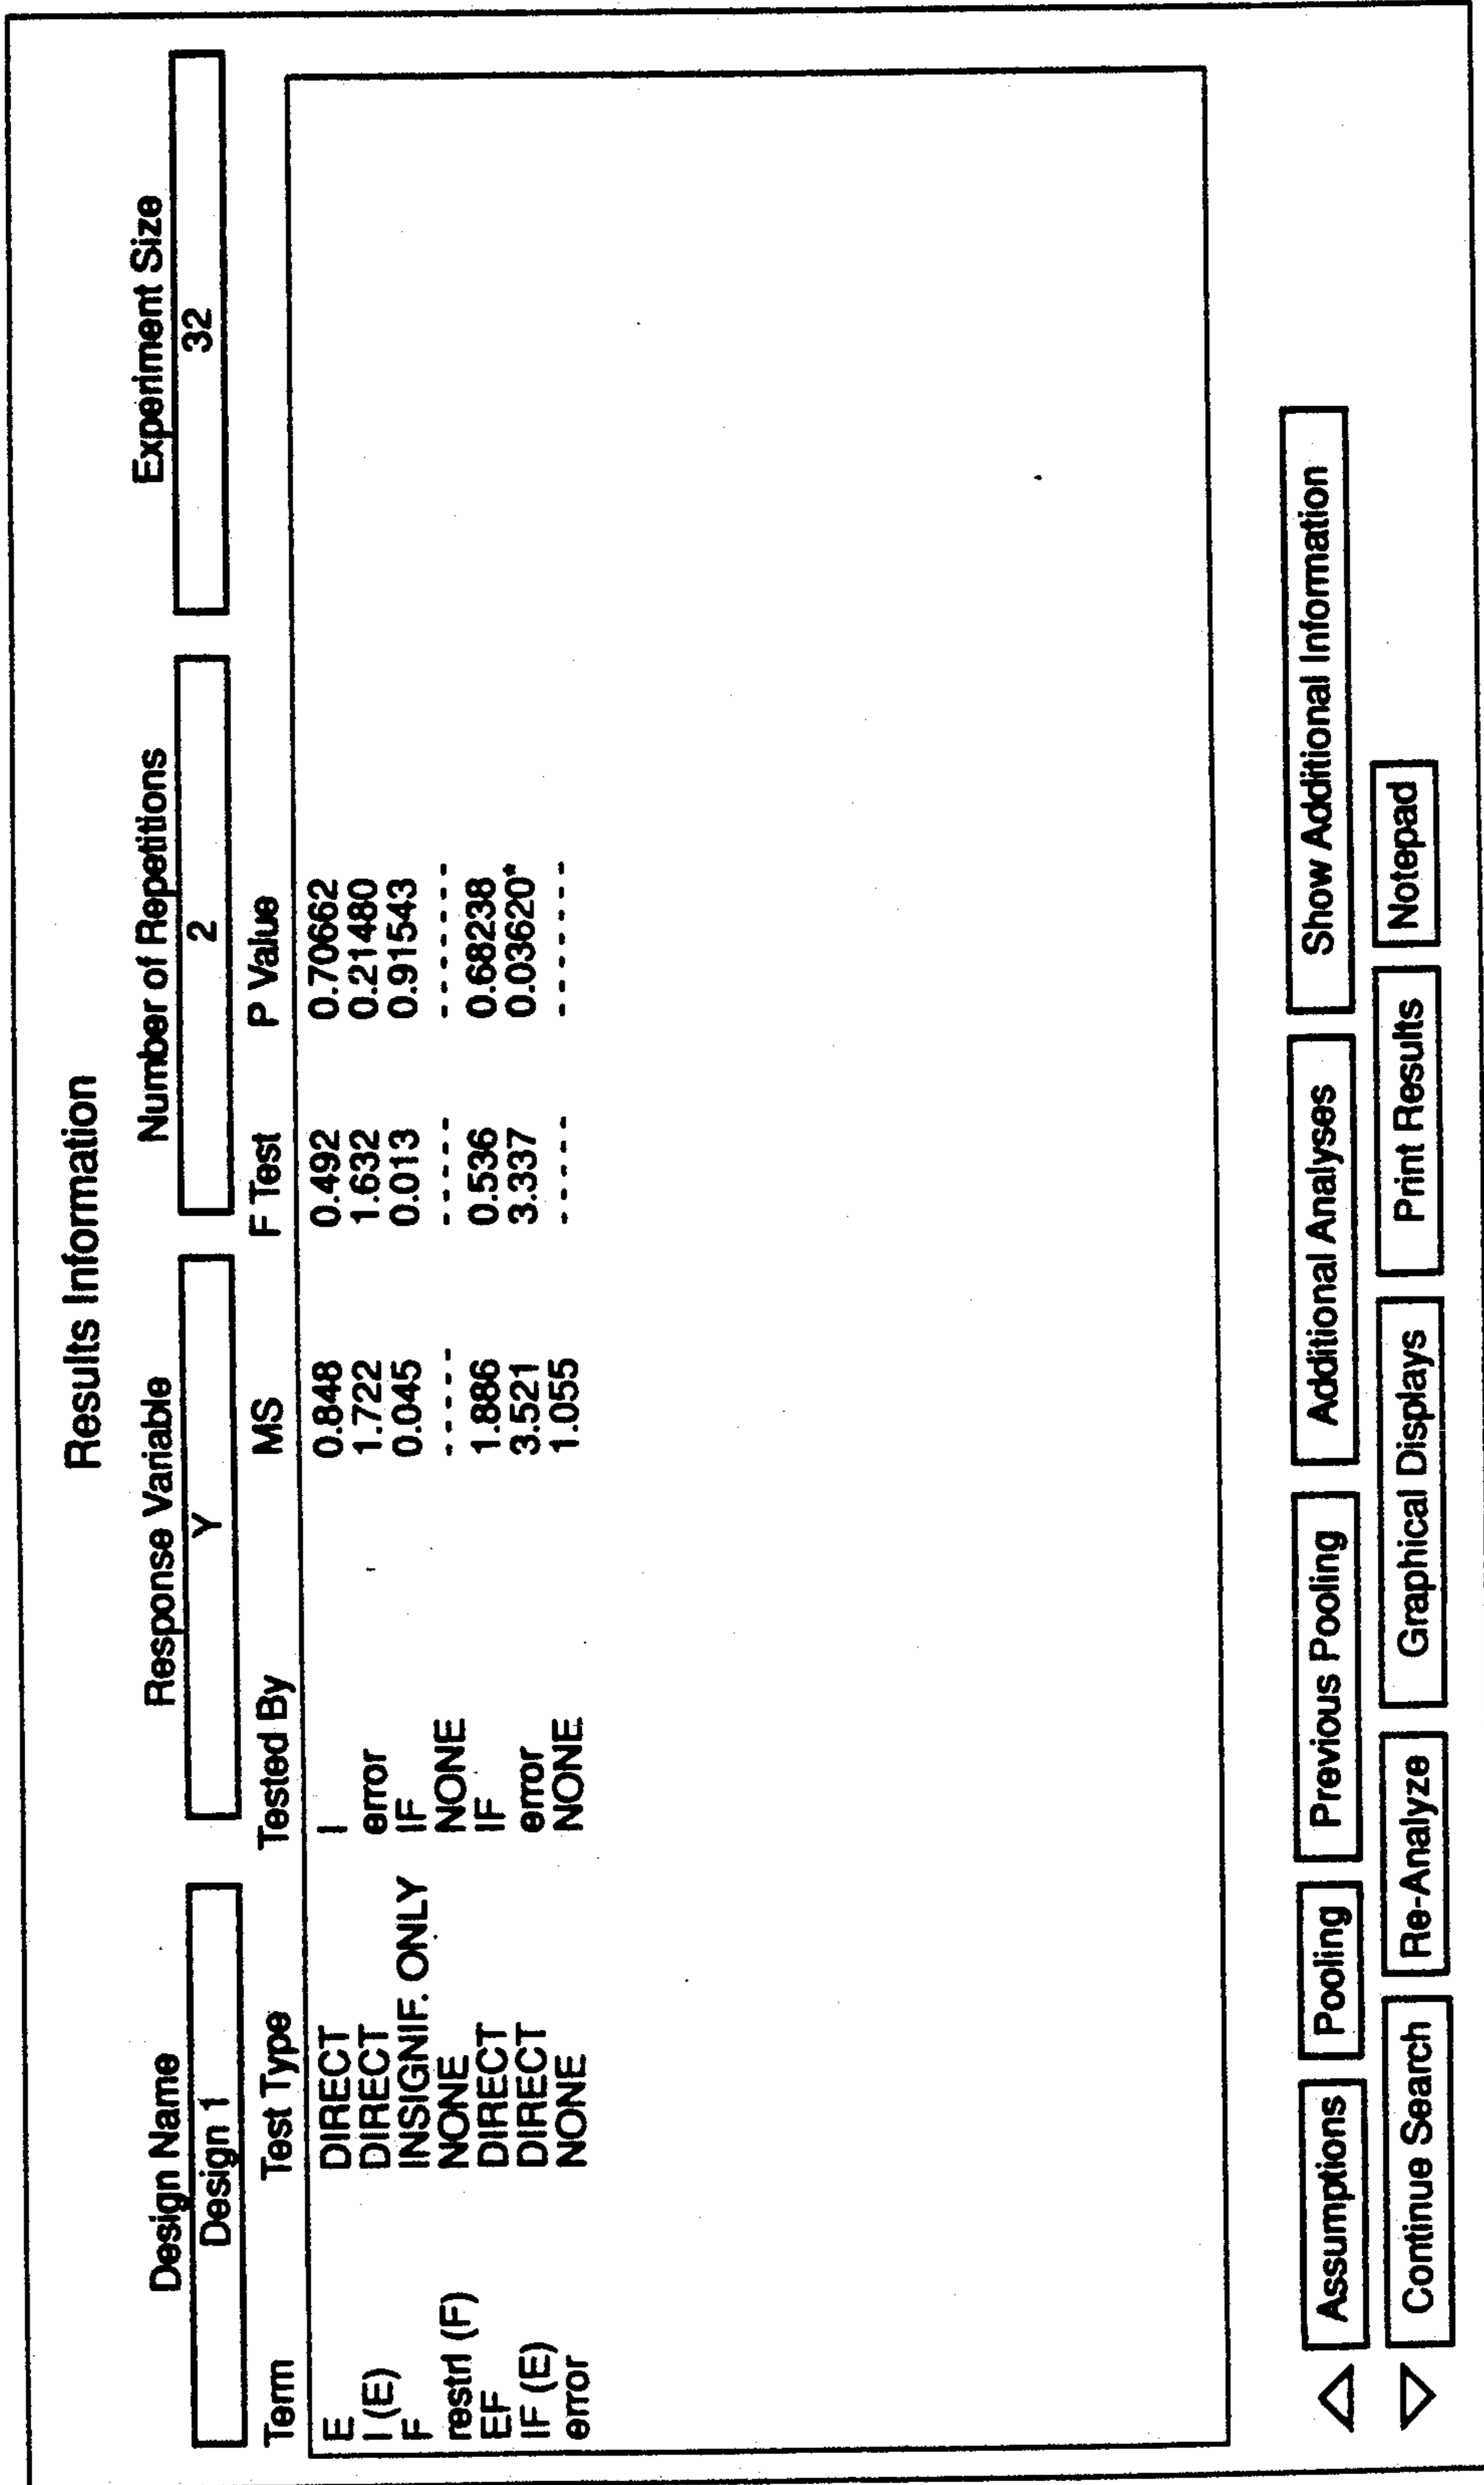 Results Information
Design Name Response Variable Number of Repetitions Experiment Size
Design 1 Y 2 32
Term Test Type Tested By MS F Test P Value
E DIRECT I 0.848 0.492 0.70662
I (E) DIRECT error 1.722 1.632 0.21480
F INSIGNIF. ONLY IF 0.045 0.013 0.91543
restrl (F) NONE NONE ----- ----- -------
EF DIRECT IF 1.886 0.536 0.68238
IF (E) DIRECT error 3.521 3.337 0.03620*
error NONE NONE 1.055 ----- -------
Assumptions Pooling Previous Pooling Additional Analyses Show Additional Information
Continue Search Re-Analyze Graphical Displays Print Results Notepad